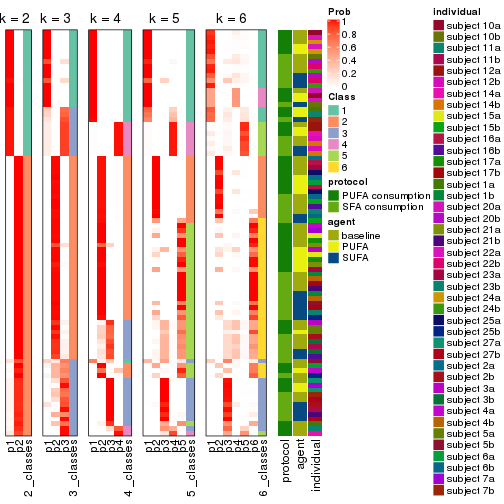 k = 2
k = 3
k = 4
k = 5
k = 6
Prob
1
0.8
0.6
0.4
0.2
0
Class
1
2
3
4
5
6
protocol
PUFA consumption
SFA consumption
agent
baseline
PUFA
SUFA
individual
subject 10a
subject 10b
subject 11a
subject 11b
subject 12a
subject 12b
subject 14a
subject 14b
subject 15a
subject 15b
subject 16a
subject 16b
subject 17a
subject 17b
subject 1a
subject 1b
subject 20a
subject 20b
subject 21a
subject 21b
subject 22a
subject 22b
subject 23a
subject 23b
subject 24a
subject 24b
subject 25a
subject 25b
subject 27a
subject 27b
subject 2a
subject 2b
subject 3a
subject 3b
subject 4a
subject 4b
subject 5a
subject 5b
subject 6a
subject 6b
subject 7a
subject 7b
p1
p2
2_classes
p1
p2
p3
3_classes
p1
p2
p3
p4
4_classes
p1
p2
p3
p4
p5
5_classes
p1
p2
p3
p4
p5
p6
6_classes
protocol
agent
individual